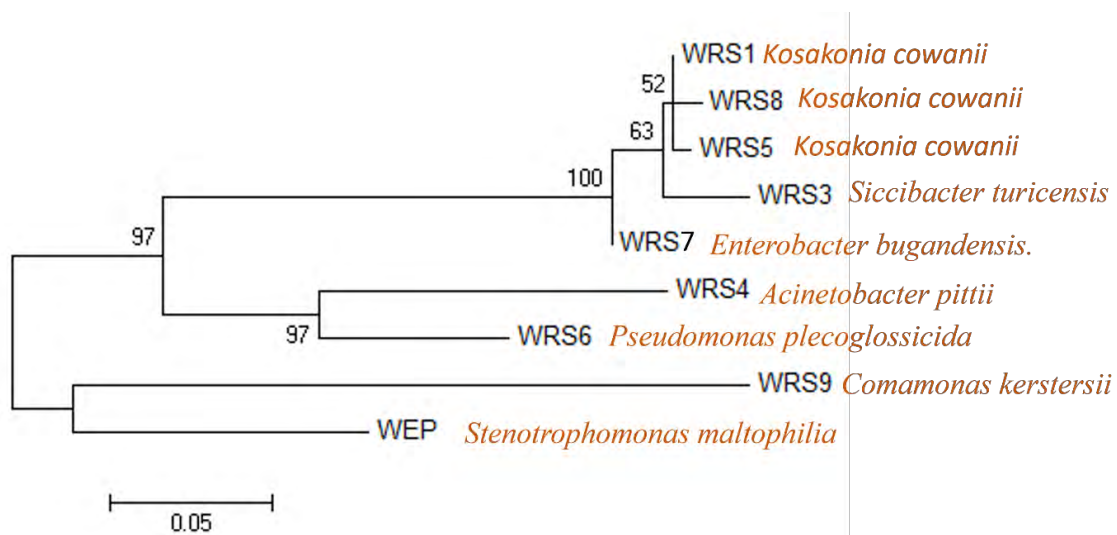 WRS1 Kosakonia cowanii
52
WRS8 Kosakonia cowanii
63
WRS5 Kosakonia cowanii
100
WRS3 Siccibacter turicensis
97
WRS7 Enterobacter bugandensis.
WRS4 Acinetobacter pittii
97
WRS6 Pseudomonas plecoglossicida
WRS9 Comamonas kerstersii
WEP Stenotrophomonas maltophilia
0.05